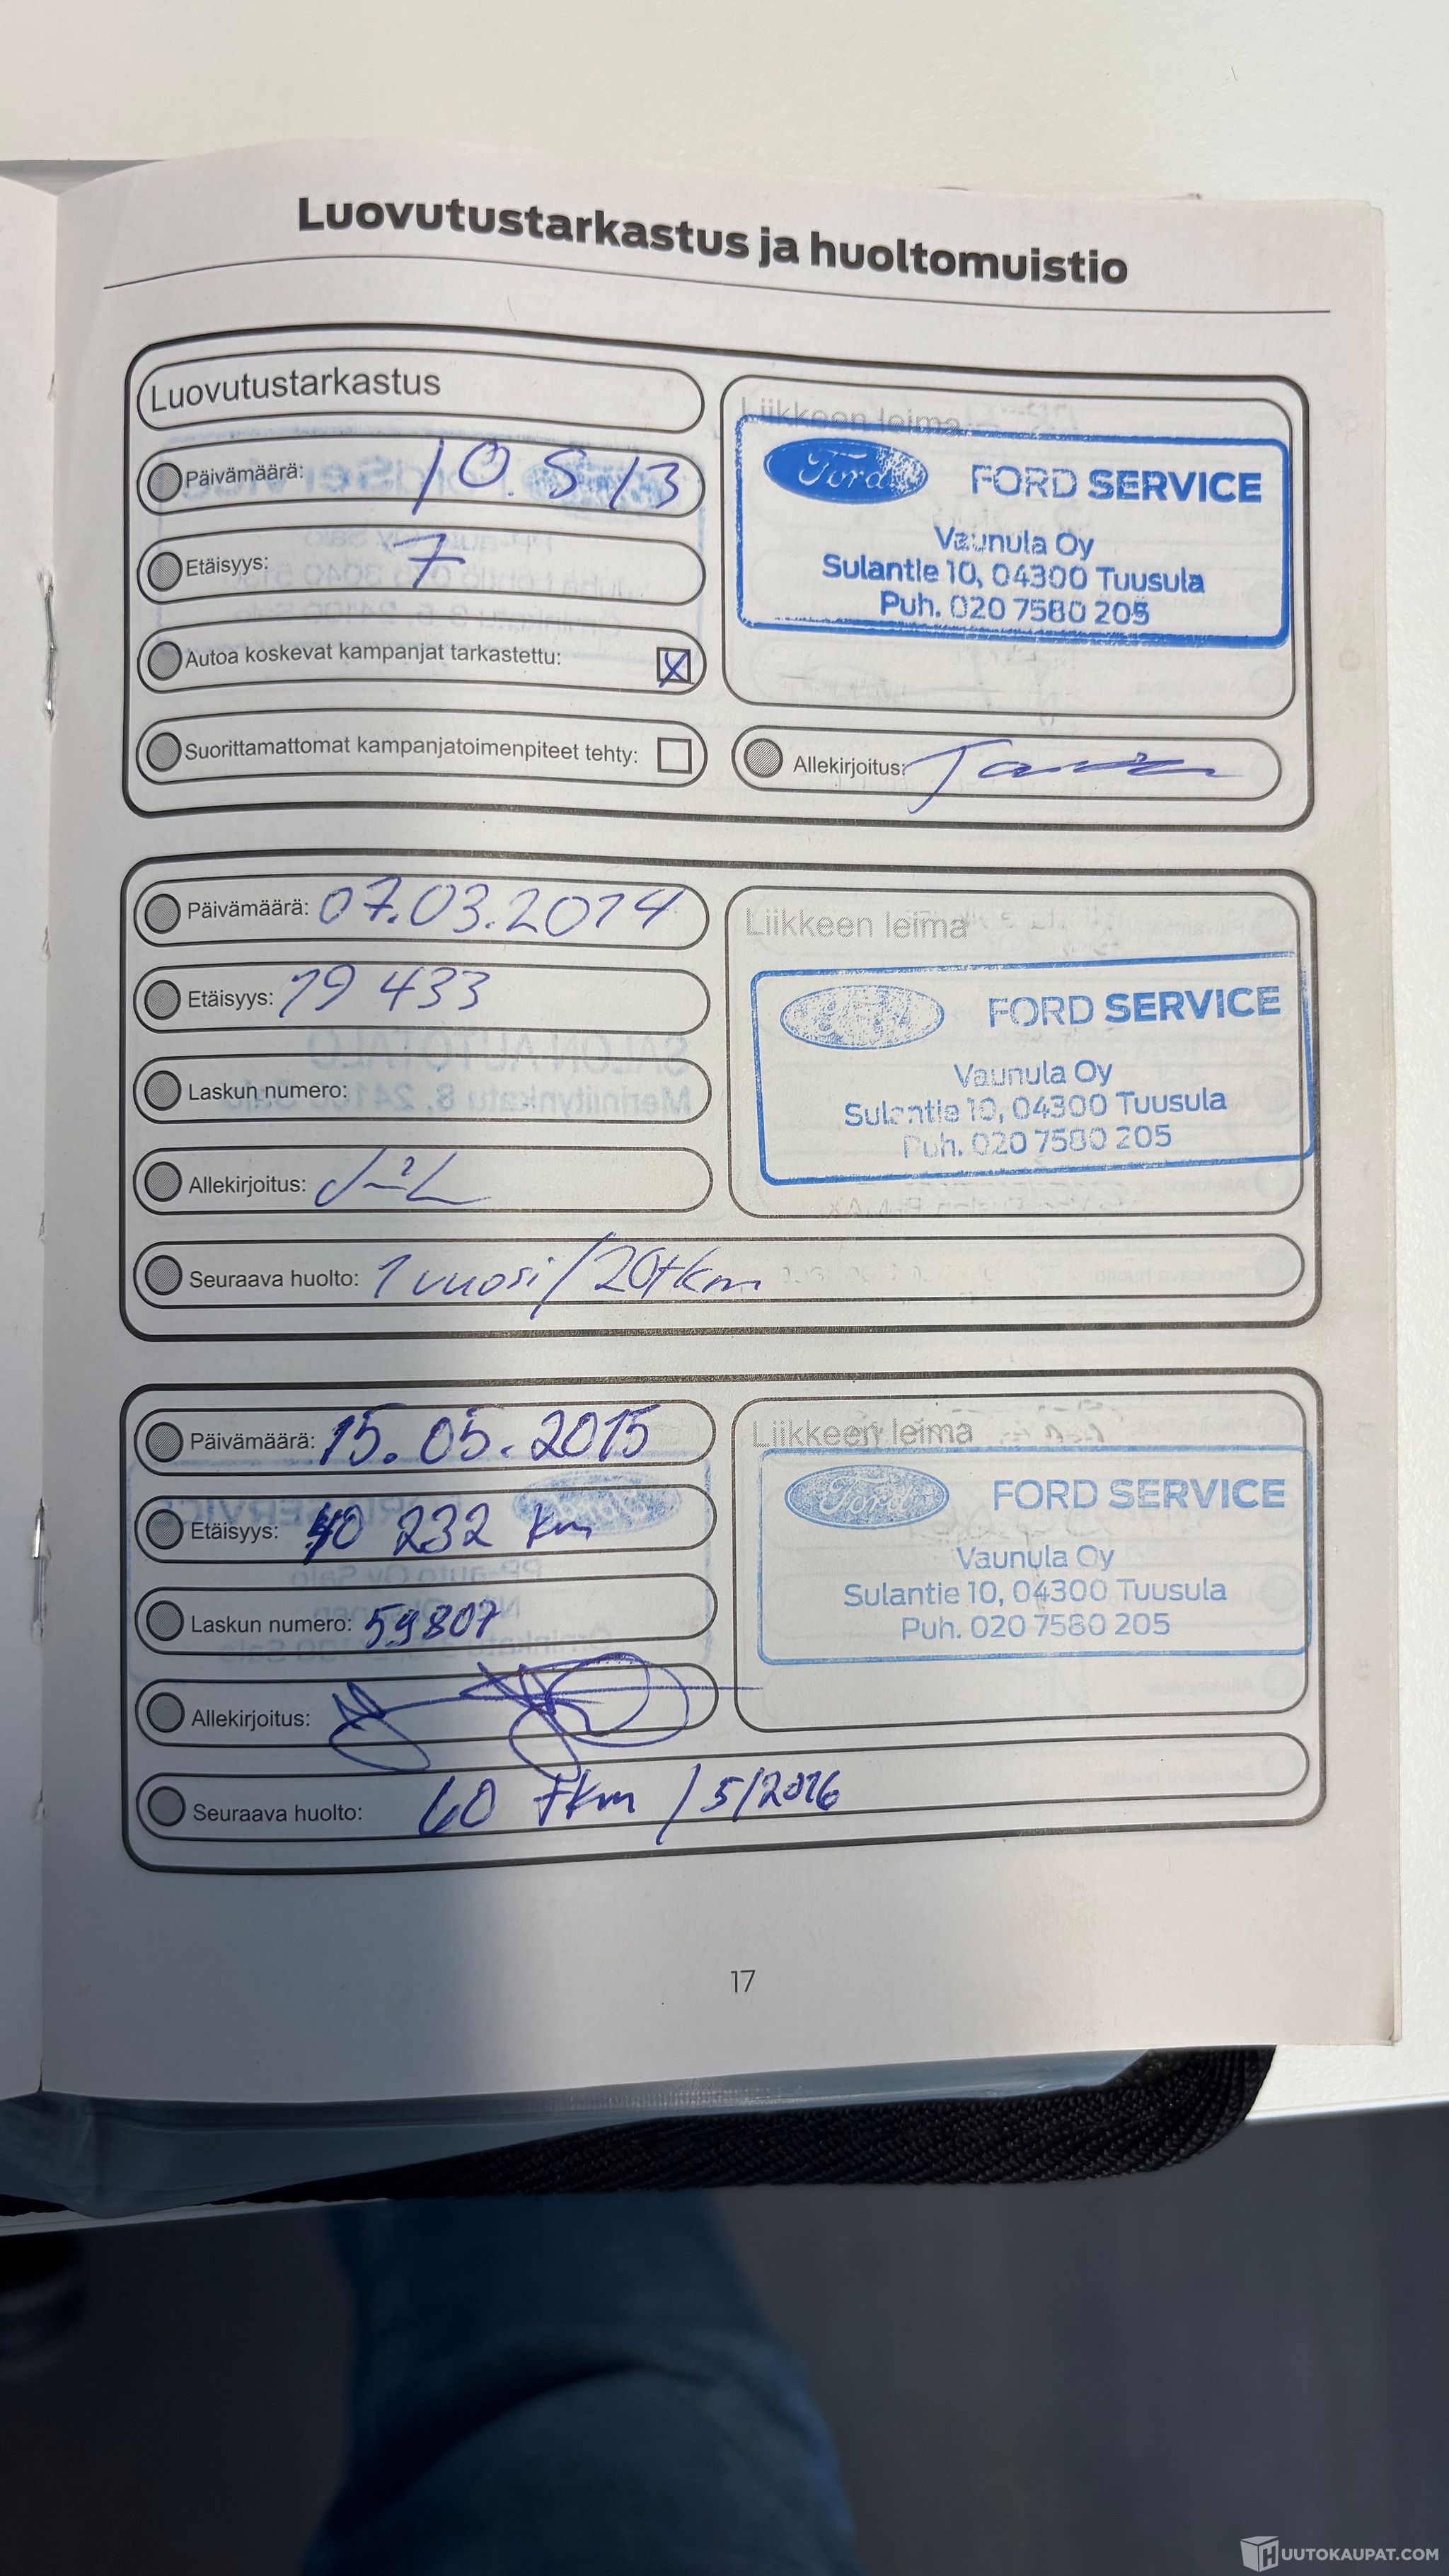 Luovutustarkastus ja huoltomuistio
Luovutustarkastus
Päivämäärä: 10.5.13
Etäisyys: 7
Autoa koskevat kampanjat tarkastettu: X
Suorittamattomat kampanjatoimenpiteet tehty:
Liikkeen leima
Ford FORD SERVICE
Vaunula Oy
Sulantie 10, 04300 Tuusula
Puh. 020 7580 205
Allekirjoitus:
Päivämäärä: 07.03.2014
Etäisyys: 19 433
Laskun numero:
Allekirjoitus:
Seuraava huolto: 1 vuosi/20tkm
Liikkeen leima
FORD SERVICE
Vaunula Oy
Sulantie 10, 04300 Tuusula
Puh. 020 7580 205
Päivämäärä: 15.05.2015
Etäisyys: 40 232 km
Laskun numero: 59807
Allekirjoitus:
Seuraava huolto: 60 tkm / 5/2016
Liikkeen leima
Ford FORD SERVICE
Vaunula Oy
Sulantie 10, 04300 Tuusula
Puh. 020 7580 205
17
HUUTOKAUPAT.COM